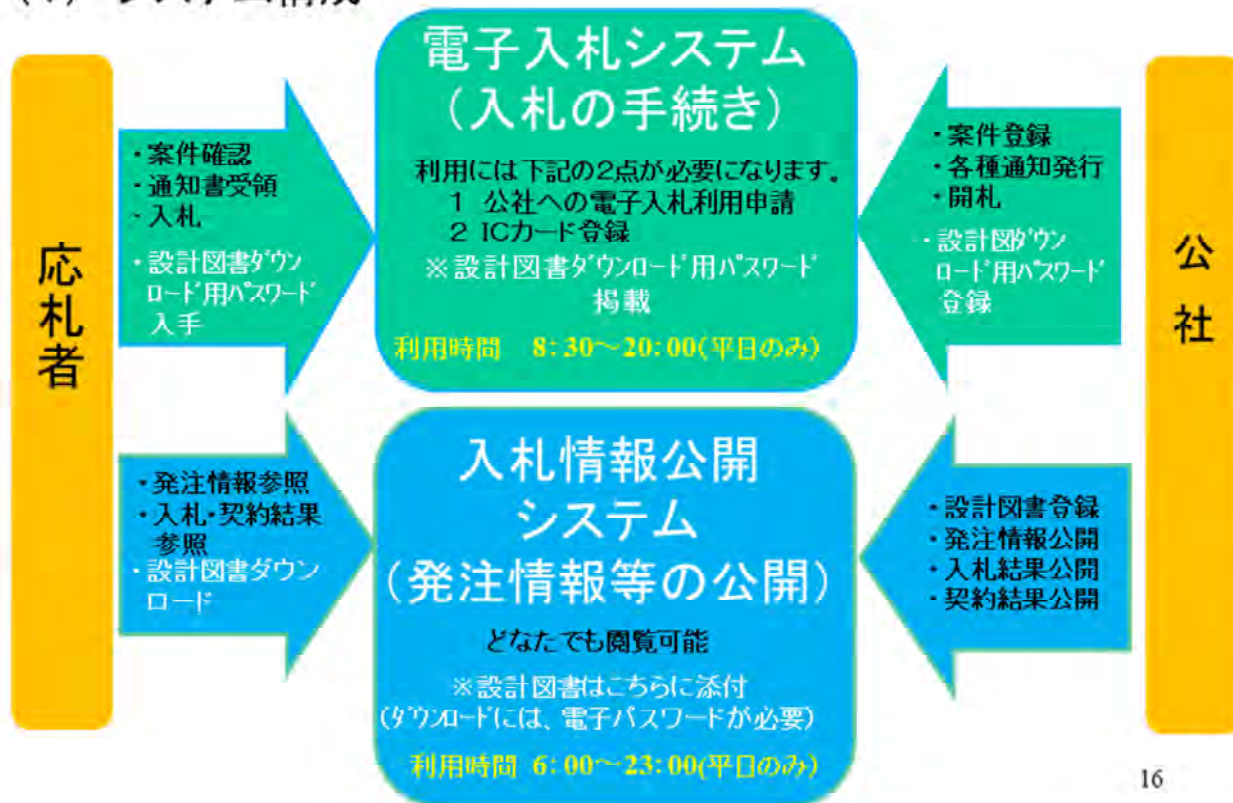 応札者
・案件確認
・通知書受領
・入札
・設計図書ﾀﾞｳﾝ
ﾛｰﾄﾞ用ﾊﾟｽﾜｰﾄﾞ
入手
電子入札システム
(入札の手続き)
利用には下記の2点が必要になります。
1 公社への電子入札利用申請
2 ICカード登録
※設計図書ﾀﾞｳﾝﾛｰﾄﾞ用ﾊﾟｽﾜｰﾄﾞ
掲載
利用時間 8:30～20:00(平日のみ)
・案件登録
・各種通知発行
・開札
・設計図ﾀﾞｳﾝ
ﾛｰﾄﾞ用ﾊﾟｽﾜｰﾄﾞ
登録
公社
・発注情報参照
・入札・契約結果
参照
・設計図書ダウン
ロード
入札情報公開
システム
(発注情報等の公開)
どなたでも閲覧可能
※設計図書はこちらに添付
(ﾀﾞｳﾝﾛｰﾄﾞには、電子パスワードが必要)
利用時間 6:00～23:00(平日のみ)
・設計図書登録
・発注情報公開
・入札結果公開
・契約結果公開
16